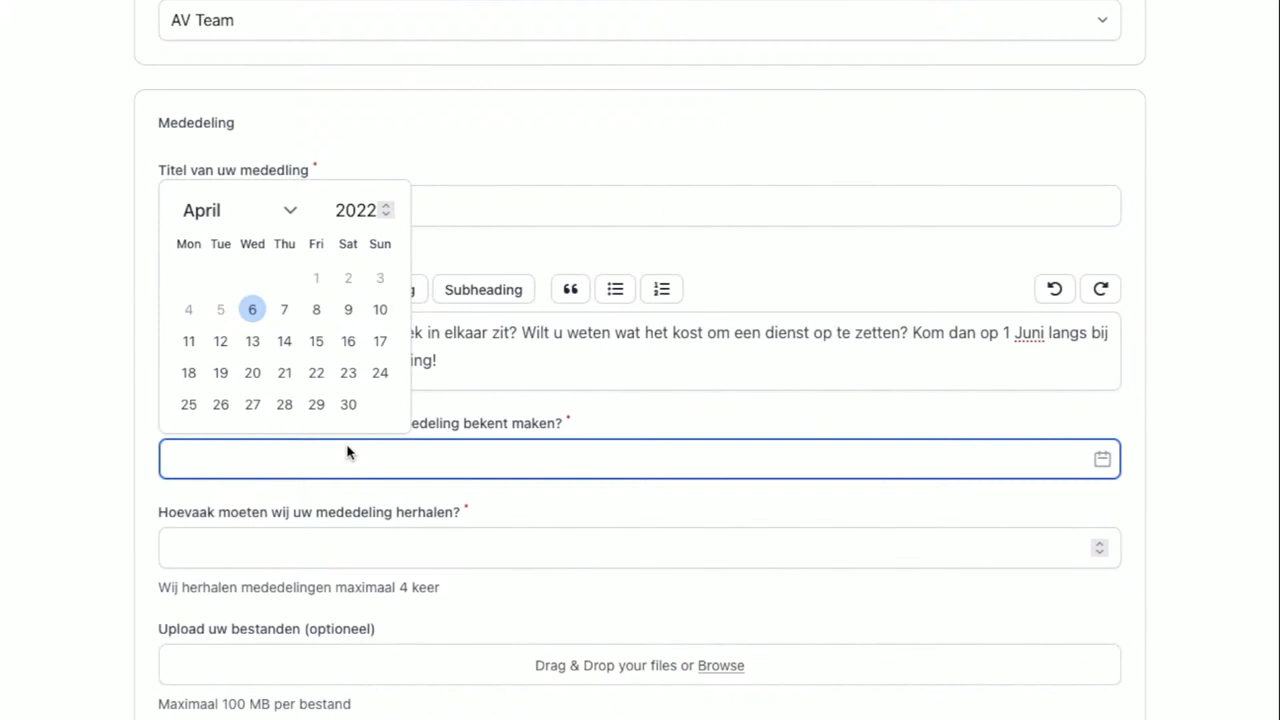 AV Team
Mededeling
Titel van uw mededling *
April 2022
Mon Tue Wed Thu Fri Sat Sun
1 2 3
4 5 6 7 8 9 10
11 12 13 14 15 16 17
18 19 20 21 22 23 24
25 26 27 28 29 30
Subheading
in elkaar zit? Wilt u weten wat het kost om een dienst op te zetten? Kom dan op 1 Juni langs bij
edeling bekent maken? *
Hoevaak moeten wij uw mededeling herhalen? *
Wij herhalen mededelingen maximaal 4 keer
Upload uw bestanden (optioneel)
Drag & Drop your files or Browse
Maximaal 100 MB per bestand